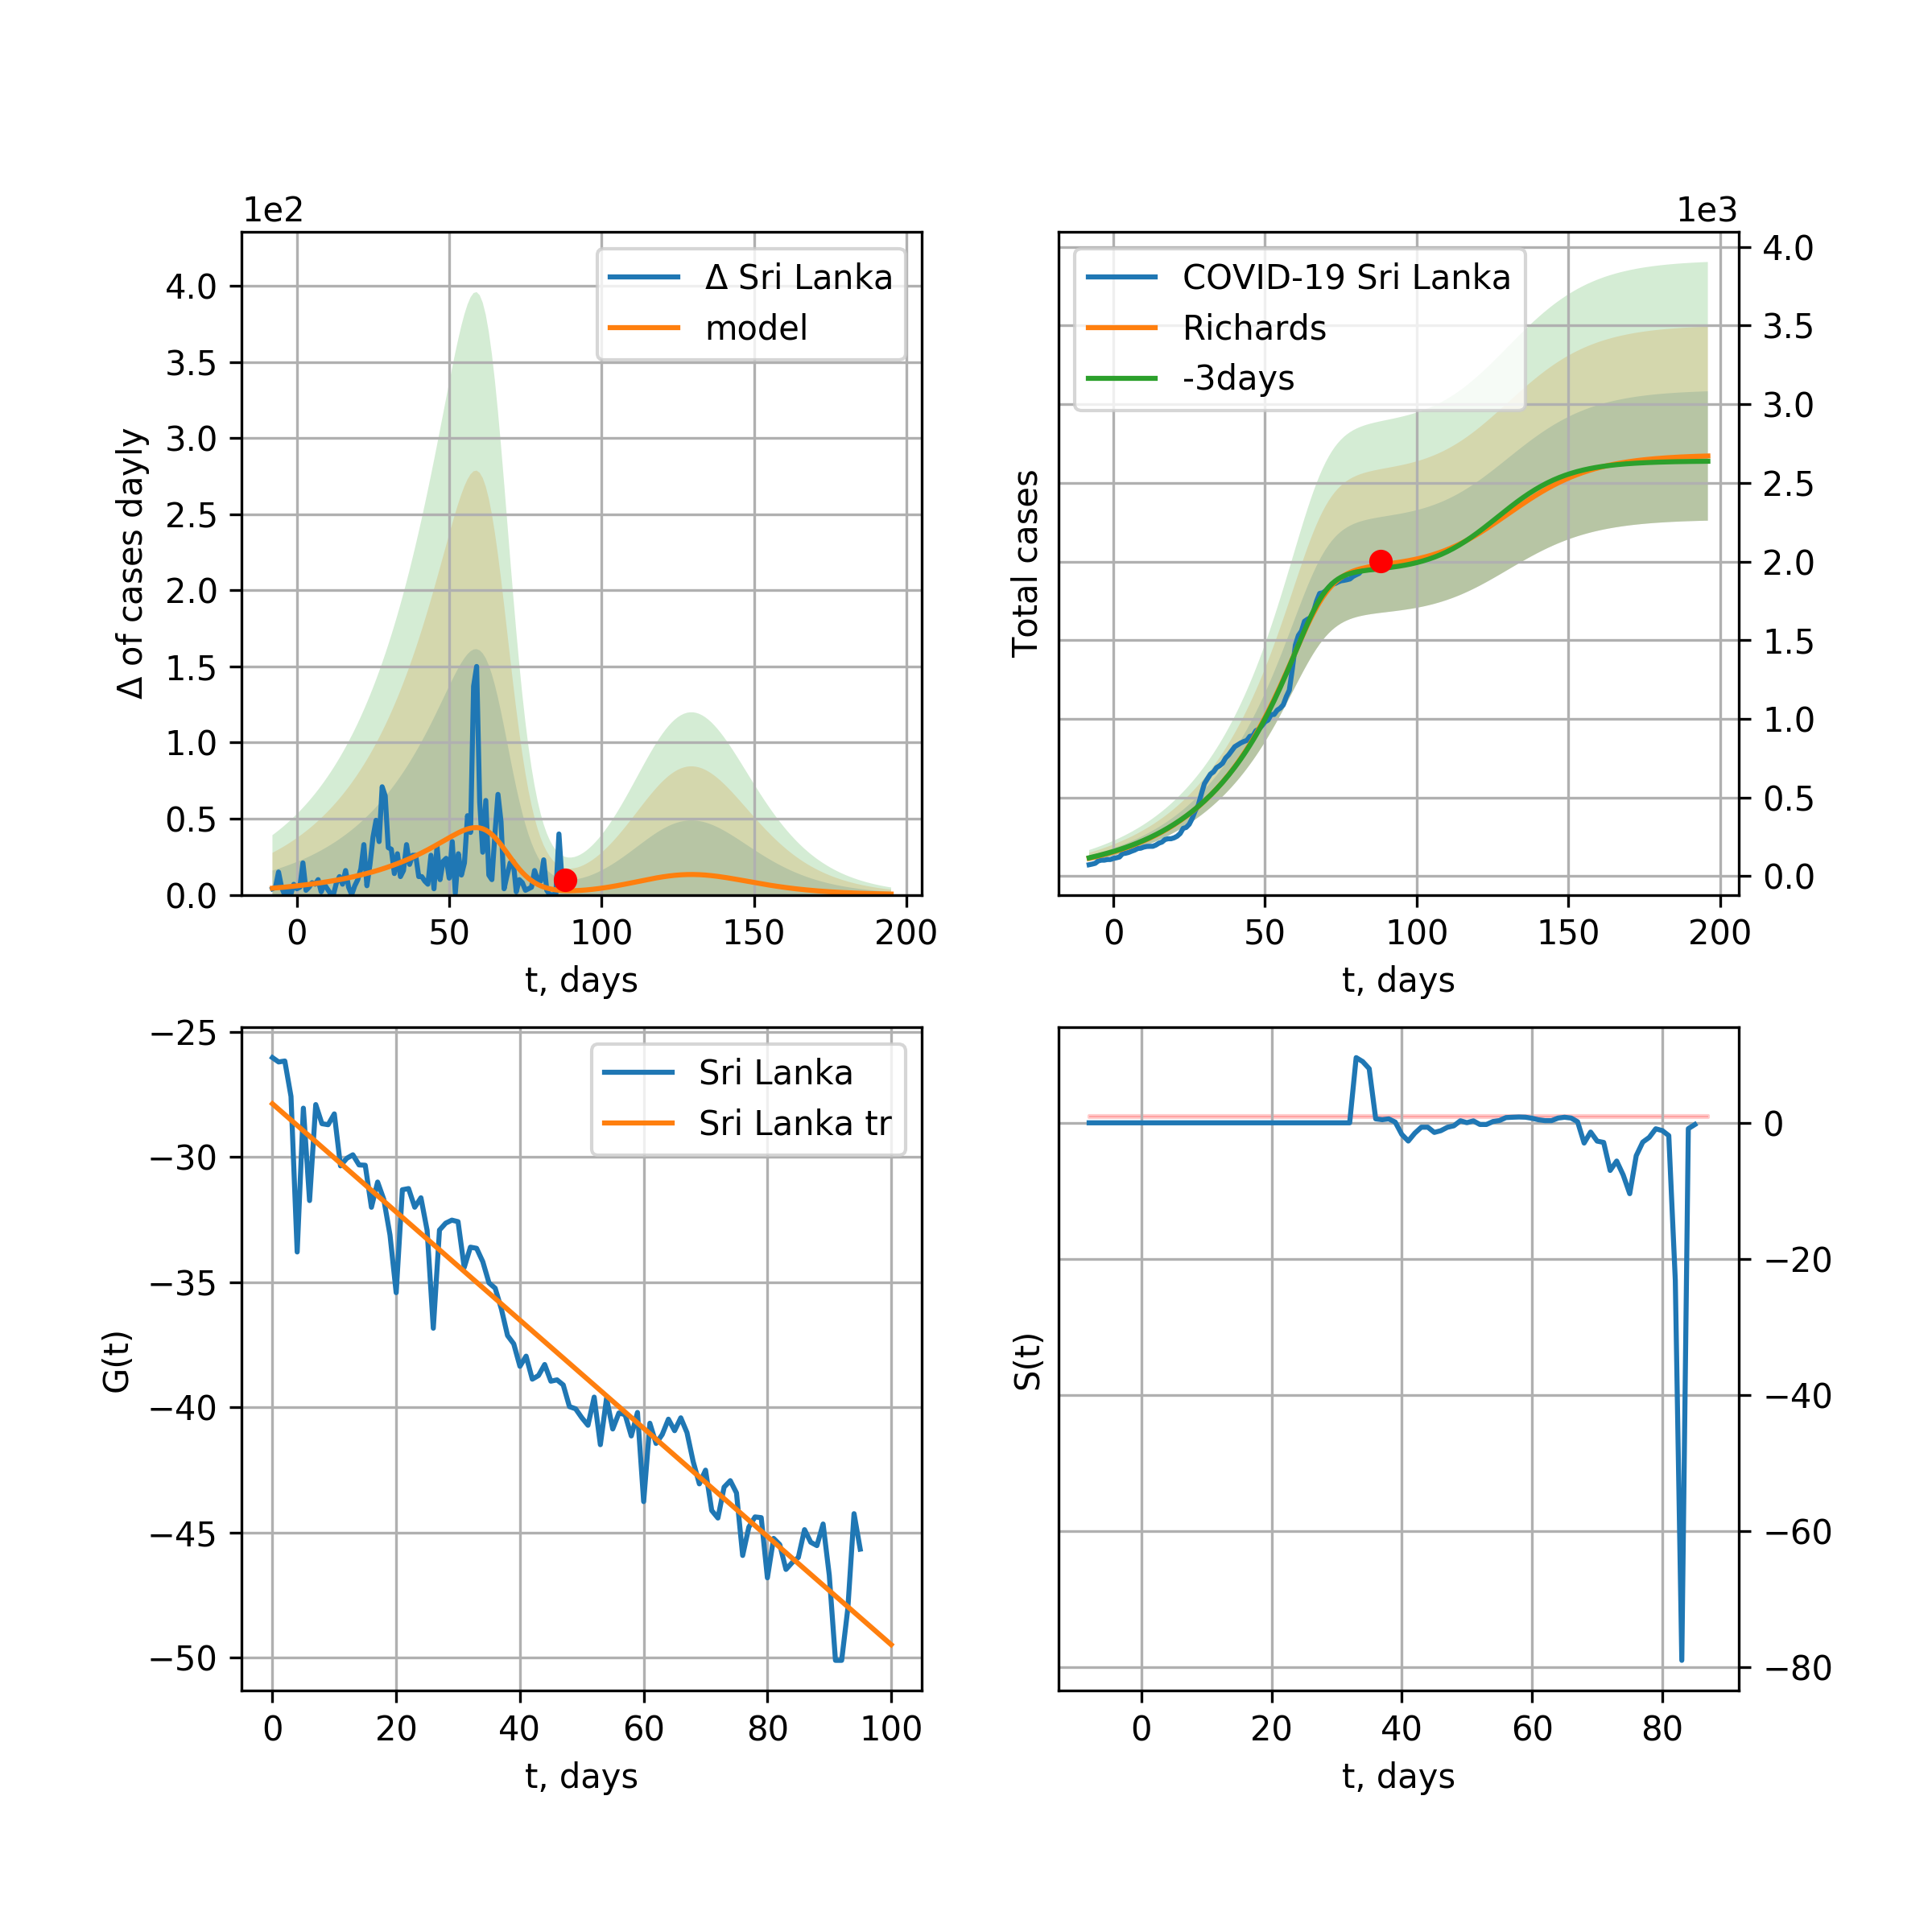 1e2
4.0
3.5
3.0
2.5
2.0
1.5
1.0
0.5
0.0
Δ of cases dayly
0 50 100 150 200
t, days
Δ Sri Lanka
model
1e3
4.0
3.5
3.0
2.5
2.0
1.5
1.0
0.5
0.0
Total cases
0 50 100 150 200
t, days
COVID-19 Sri Lanka
Richards
-3days
−25
−30
−35
−40
−45
−50
G(t)
0 20 40 60 80 100
t, days
Sri Lanka
Sri Lanka tr
0
−20
−40
−60
−80
S(t)
0 20 40 60 80
t, days